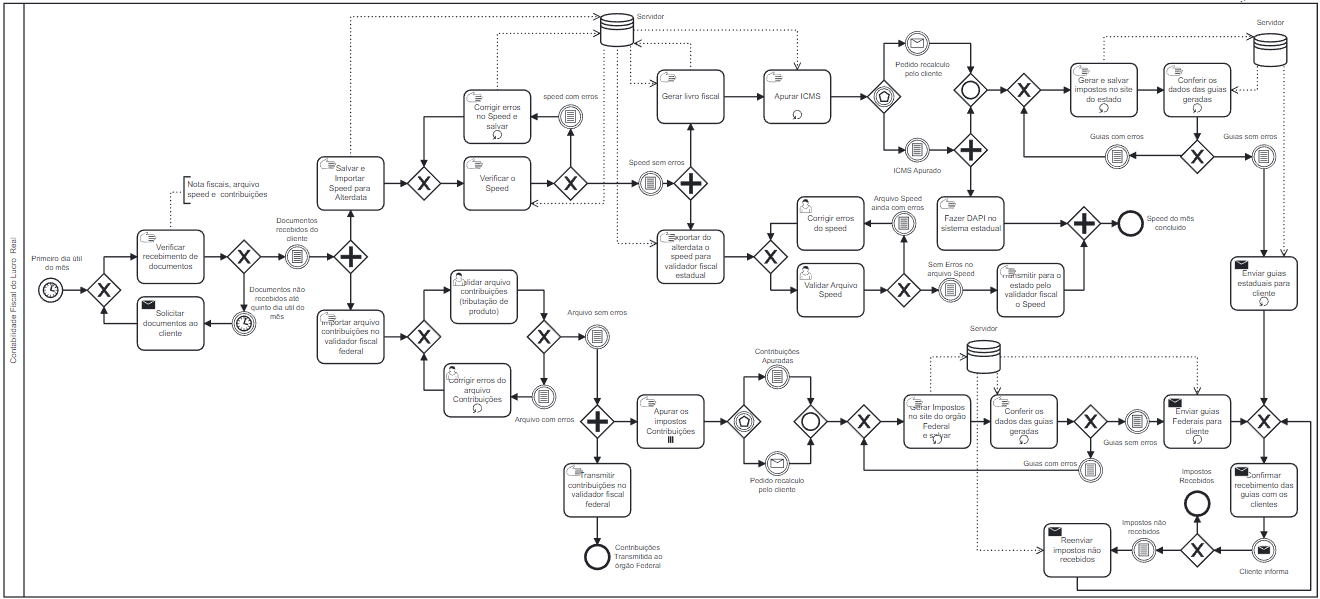 Contabilidade Fiscal do Lucro Real
Primeiro dia útil
do mês
Nota fiscais, arquivo
speed e contribuições
Verificar
recebimento de
documentos
Solicitar
documentos ao
cliente
Documentos
recebidos do
cliente
Documentos não
recebidos até
quinto dia util do
mês
Salvar e
Importar
Speed para
Alterdata
Importar arquivo
contribuições no
validador fiscal
federal
Corrigir erros
no Speed e
salvar
Verificar o
Speed
speed com erros
Speed sem erros
Servidor
Gerar livro fiscal
Apurar ICMS
Pedido recalculo
pelo cliente
ICMS Apurado
Gerar e salvar
impostos no site
do estado
Conferir os
dados das guias
geradas
Servidor
Guias com erros
Guias sem erros
Exportar do
alterdata o
speed para
validador fiscal
estadual
Corrigir erros
do speed
Validar Arquivo
Speed
Arquivo Speed
ainda com erros
Sem Erros no
arquivo Speed
Fazer DAPI no
sistema estadual
Transmitir para o
estado pelo
validador fiscal
o Speed
Speed do mês
concluido
Enviar guias
estaduais para
cliente
Validar arquivo
contribuições
(tributação de
produto)
Corrigir erros do
arquivo
Contribuições
Arquivo sem erros
Arquivo com erros
Apurar os
impostos
Contribuições
Transmitir
contribuições no
validador fiscal
federal
Contribuições
Transmitida ao
órgão Federal
Contribuições
Apuradas
Pedido recalculo
pelo cliente
Servidor
Gerar Impostos
no site do orgão
Federal
e salvar
Conferir os
dados das guias
geradas
Guias sem erros
Guias com erros
Enviar guias
Federais para
cliente
Confirmar
recebimento das
guias com os
clientes
Cliente informa
Impostos
Recebidos
Impostos não
recebidos
Reenviar
impostos não
recebidos